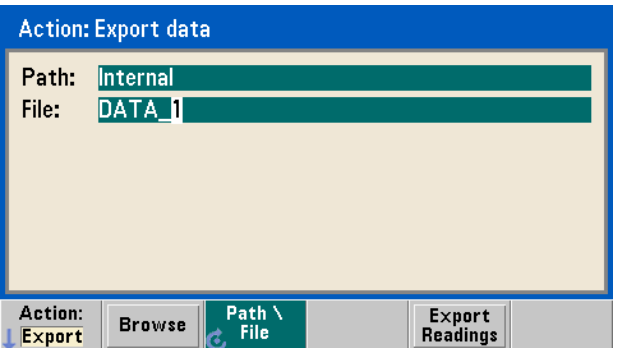 Action: Export data
Path: Internal
File: DATA_1
Action: Export
Browse
Path \ File
Export Readings